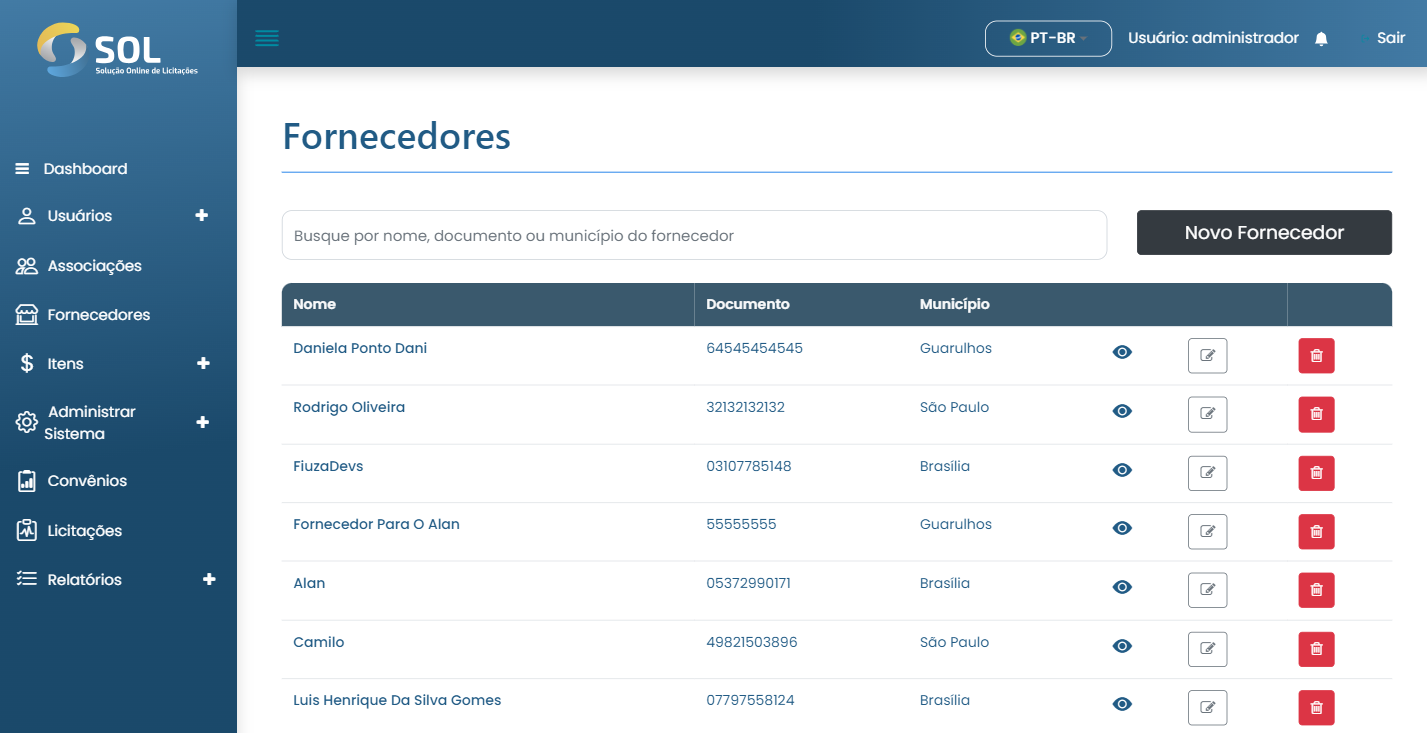 SOL
Solução Online de Licitações
PT-BR
Usuário: administrador
Sair
Dashboard
Usuários
Associações
Fornecedores
Itens
Administrar
Sistema
Convênios
Licitações
Relatórios
Fornecedores
Busque por nome, documento ou município do fornecedor
Novo Fornecedor
Nome Documento Município
Daniela Ponto Dani 64545454545 Guarulhos
Rodrigo Oliveira 32132132132 São Paulo
FiuzaDevs 03107785148 Brasília
Fornecedor Para O Alan 55555555 Guarulhos
Alan 05372990171 Brasília
Camilo 49821503896 São Paulo
Luis Henrique Da Silva Gomes 07797558124 Brasília